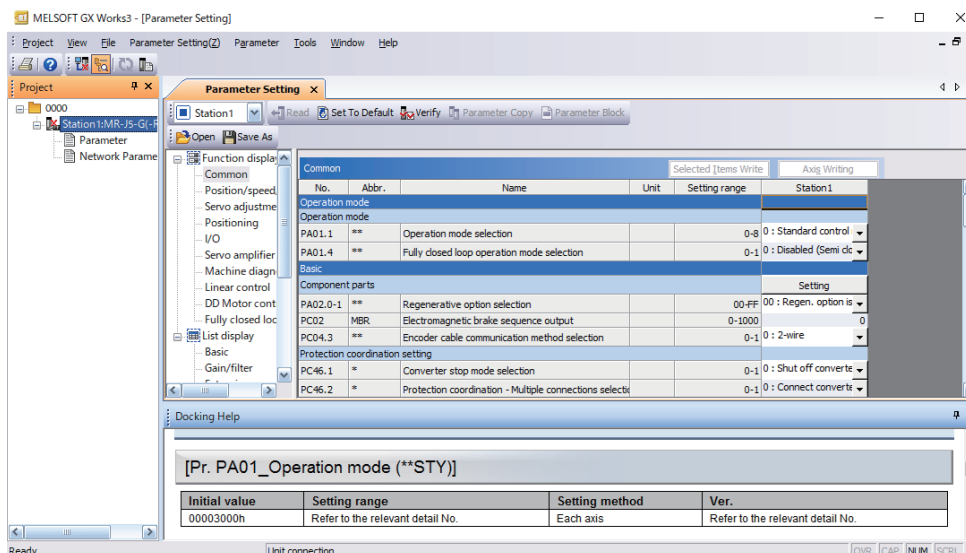 MELSOFT GX Works3 - [Parameter Setting]
Project View File Parameter Setting(Z) Parameter Tools Window Help
Project
0000
Station1:MR-J5-G(-R
Parameter
Network Parame
Parameter Setting
Station1 Read Set To Default Verify Parameter Copy Parameter Block
Open Save As
Function display
Common
Position/speed,
Servo adjustme
Positioning
I/O
Servo amplifier
Machine diagn
Linear control
DD Motor cont
Fully closed loc
List display
Basic
Gain/filter
Common Selected Items Write Axis Writing
No. Abbr. Name Unit Setting range Station1
Operation mode
Operation mode
PA01.1 ** Operation mode selection 0-8 0 : Standard control
PA01.4 ** Fully closed loop operation mode selection 0-1 0 : Disabled (Semi clc
Basic
Component parts Setting
PA02.0-1 ** Regenerative option selection 00-FF 00 : Regen. option is
PC02 MBR Electromagnetic brake sequence output 0-1000 0
PC04.3 ** Encoder cable communication method selection 0-1 0 : 2-wire
Protection coordination setting
PC46.1 * Converter stop mode selection 0-1 0 : Shut off converte
PC46.2 * Protection coordination - Multiple connections selectic 0-1 0 : Connect converte
Docking Help
[Pr. PA01_Operation mode (**STY)]
Initial value Setting range Setting method Ver.
00003000h Refer to the relevant detail No. Each axis Refer to the relevant detail No.
Ready Unit connection OVR CAP NUM SCRL